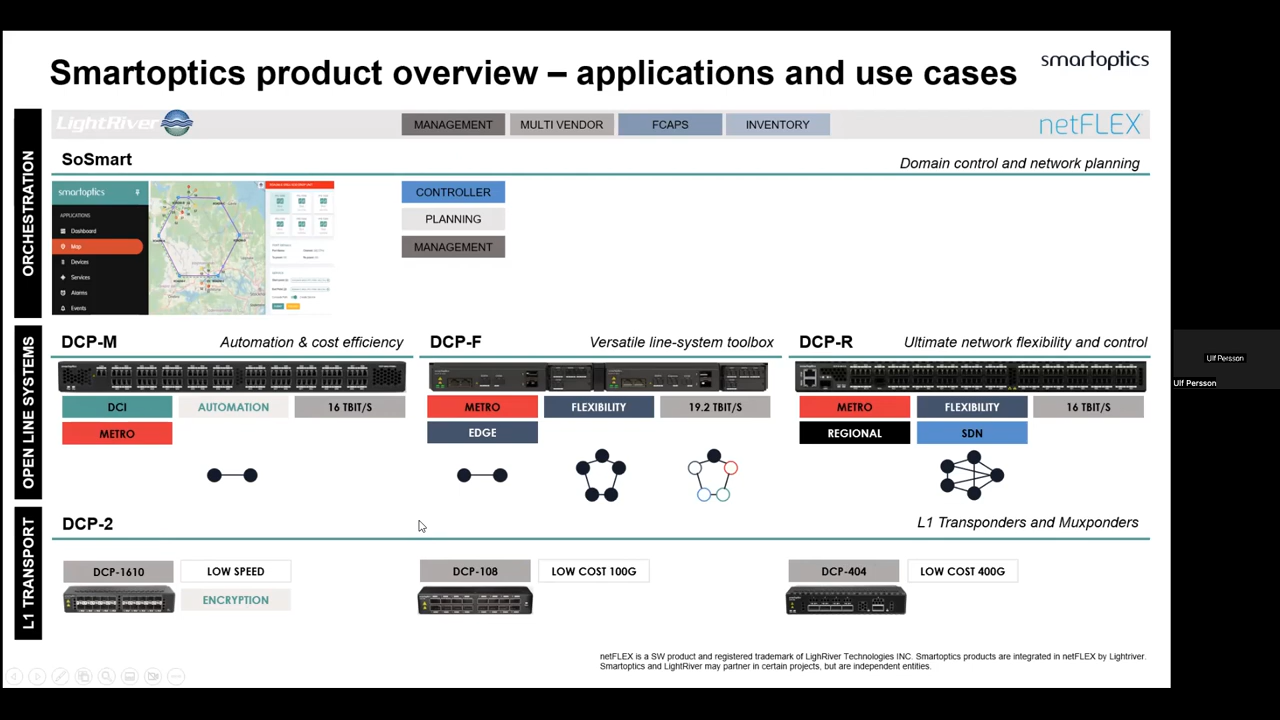 Smartoptics product overview – applications and use cases
smartoptics
ORCHESTRATION
LightRiver
MANAGEMENT
MULTI VENDOR
FCAPS
INVENTORY
netFLEX
SoSmart
Domain control and network planning
smartoptics
APPLICATIONS
Dashboard
Map
Devices
Services
Alarms
Events
CONTROLLER
PLANNING
MANAGEMENT
OPEN LINE SYSTEMS
DCP-M
Automation & cost efficiency
DCI
AUTOMATION
16 TBIT/S
METRO
DCP-F
Versatile line-system toolbox
METRO
FLEXIBILITY
19.2 TBIT/S
EDGE
DCP-R
Ultimate network flexibility and control
METRO
FLEXIBILITY
16 TBIT/S
REGIONAL
SDN
L1 TRANSPORT
DCP-2
L1 Transponders and Muxponders
DCP-1610
LOW SPEED
ENCRYPTION
DCP-108
LOW COST 100G
DCP-404
LOW COST 400G
netFLEX is a SW product and registered trademark of LighRiver Technologies INC. Smartoptics products are integrated in netFLEX by Lightriver.
Smartoptics and LightRiver may partner in certain projects, but are independent entities.
Ulf Persson
Ulf Persson